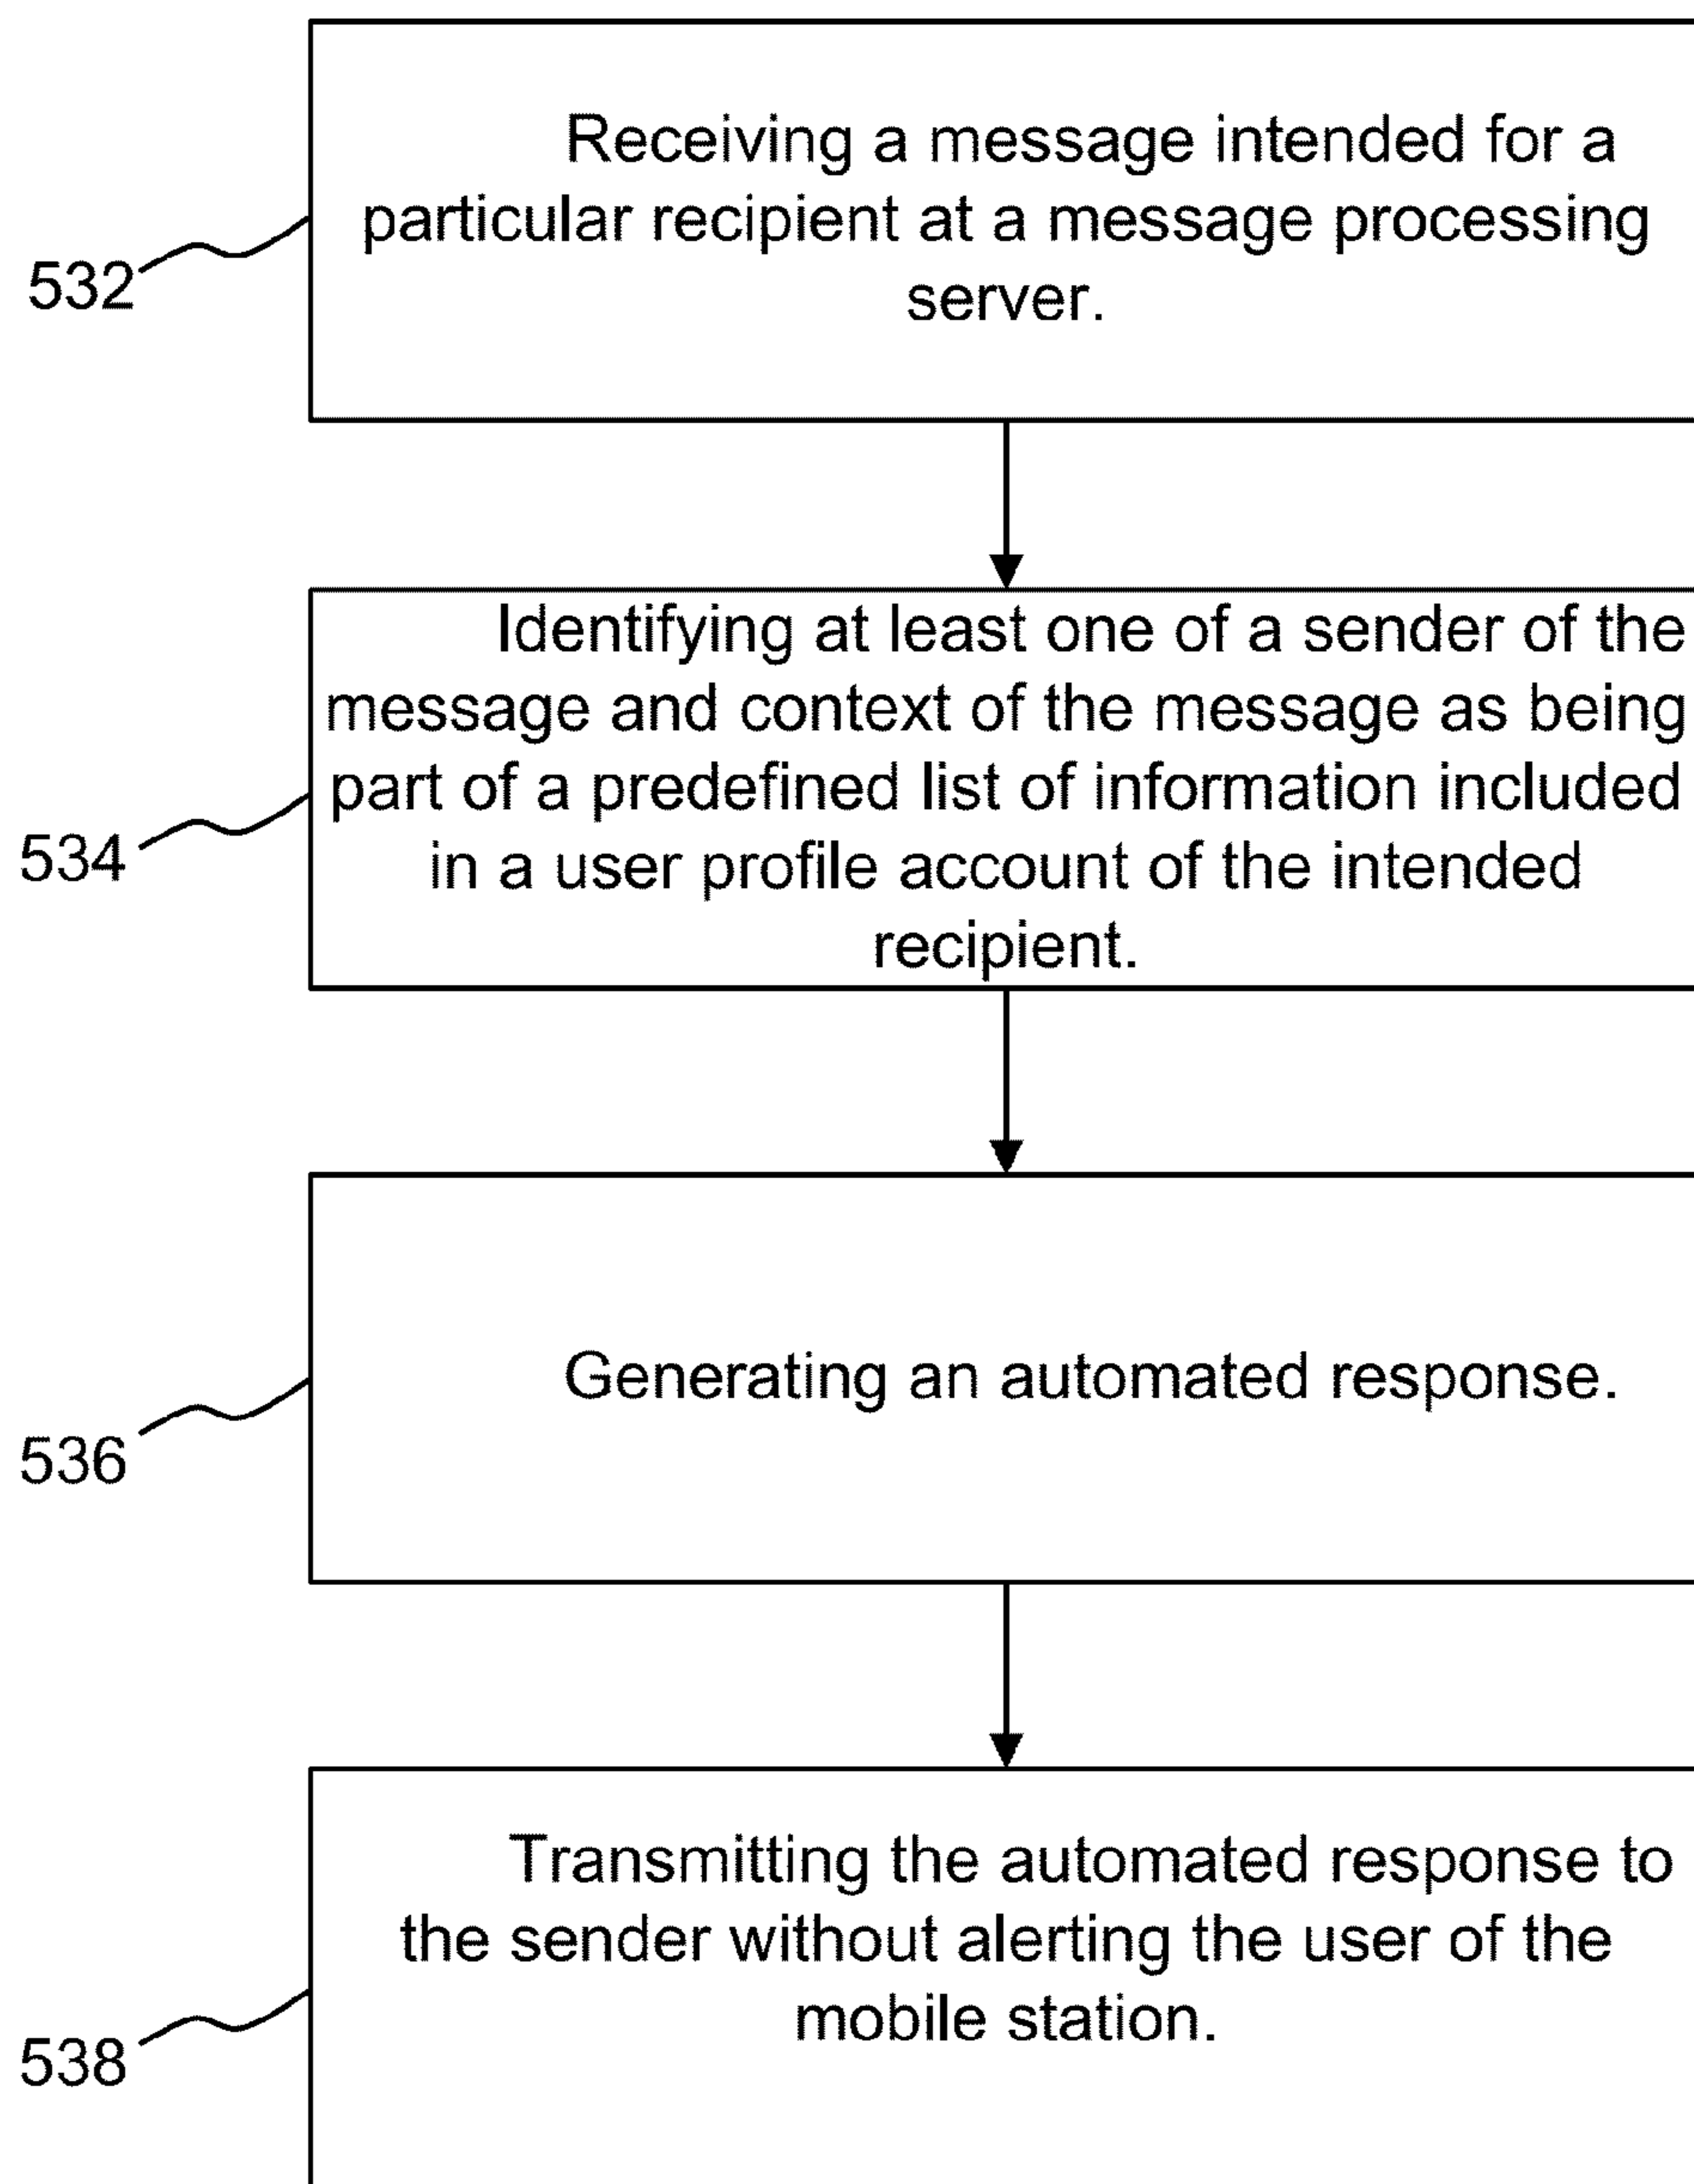 Receiving a message intended for a
particular recipient at a message processing
server.
532
Identifying at least one of a sender of the
message and context of the message as being
part of a predefined list of information included
in a user profile account of the intended
recipient.
534
Generating an automated response.
536
Transmitting the automated response to
the sender without alerting the user of the
mobile station.
538